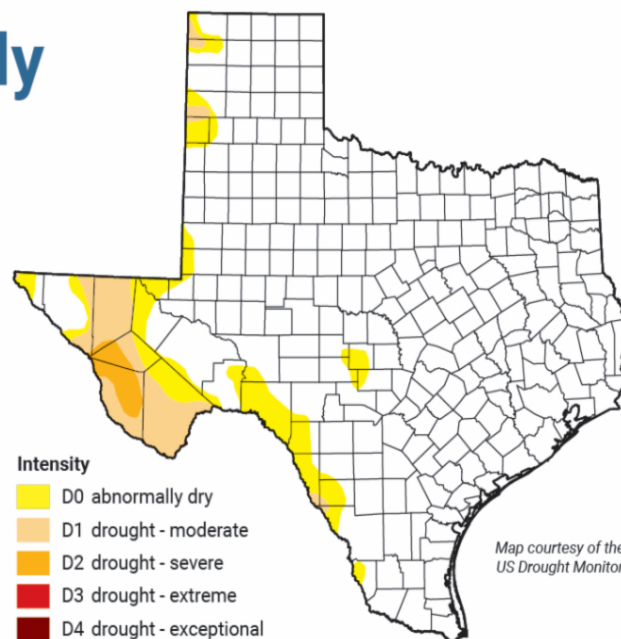 ly
Intensity
D0 abnormally dry
D1 drought - moderate
D2 drought - severe
D3 drought - extreme
D4 drought - exceptional
Map courtesy of the
US Drought Monitor